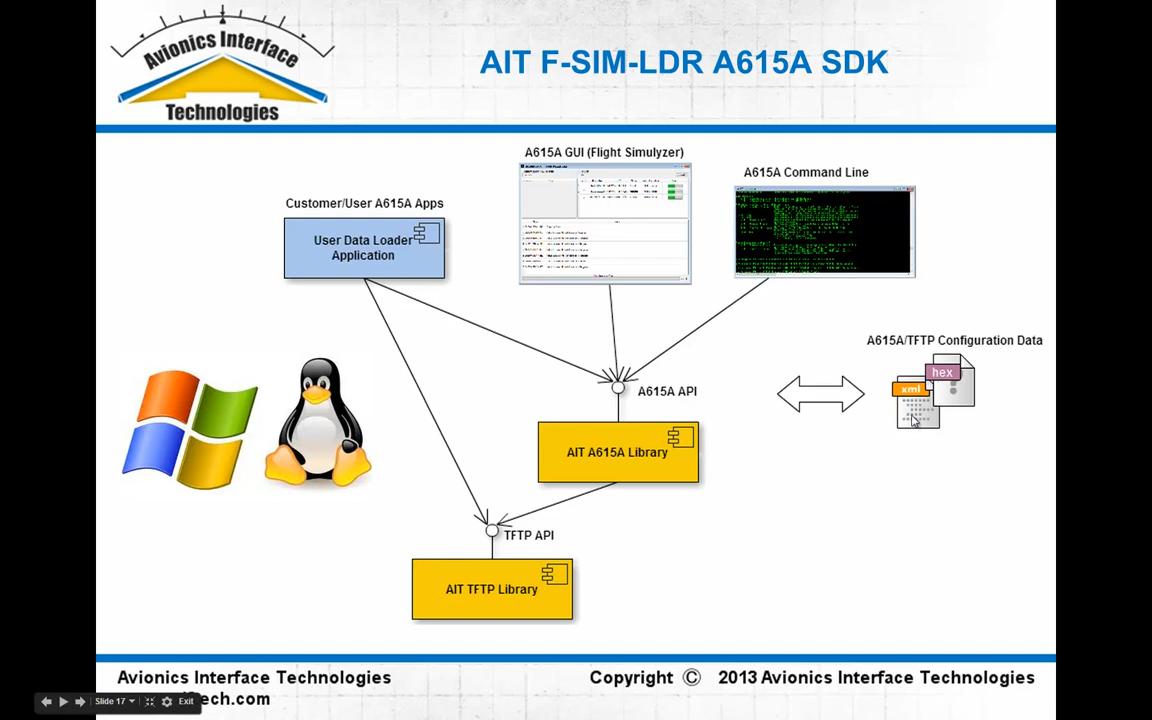 Avionics Interface
Technologies
AIT F-SIM-LDR A615A SDK
A615A GUI (Flight Simulyzer)
A615A Command Line
Customer/User A615A Apps
User Data Loader
Application
A615A/TFTP Configuration Data
hex
xml
A615A API
AIT A615A Library
TFTP API
AIT TFTP Library
Avionics Interface Technologies
Copyright © 2013 Avionics Interface Technologies
Slide 17
Exit
ech.com